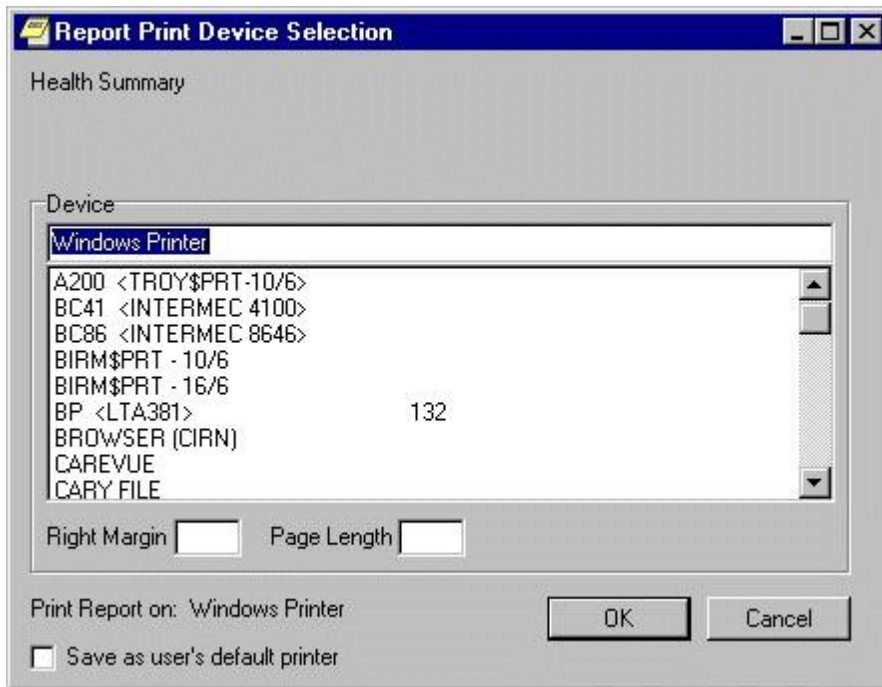 Report Print Device Selection
Health Summary
Device
Windows Printer
A200 <TROY$PRT-10/6>
BC41 <INTERMEC 4100>
BC86 <INTERMEC 8646>
BIRM$PRT - 10/6
BIRM$PRT - 16/6
BP <LTA381> 132
BROWSER (CIRN)
CAREVUE
CARY FILE
Right Margin Page Length
Print Report on: Windows Printer
OK Cancel
Save as user's default printer